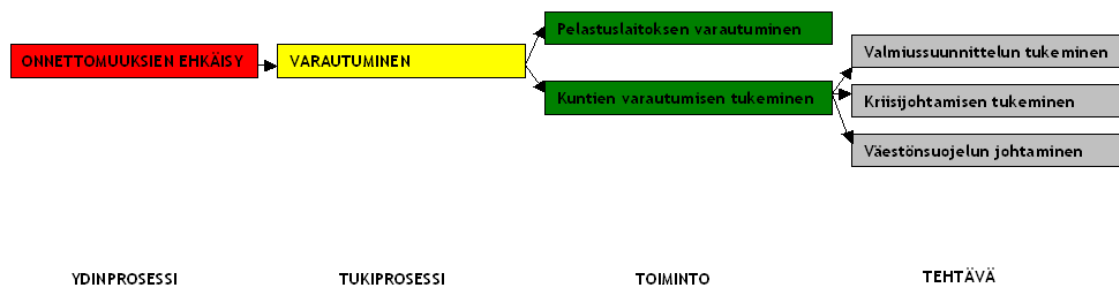 Pelastuslaitoksen varautuminen
ONNETTOMUUKSIEN EHKÄISY
VARAUTUMINEN
Valmiussuunnittelun tukeminen
Kuntien varautumisen tukeminen
Kriisijohtamisen tukeminen
Väestönsuojelun johtaminen
YDINPROSESSI
TUKIPROSESSI
TOIMINTO
TEHTÄVÄ